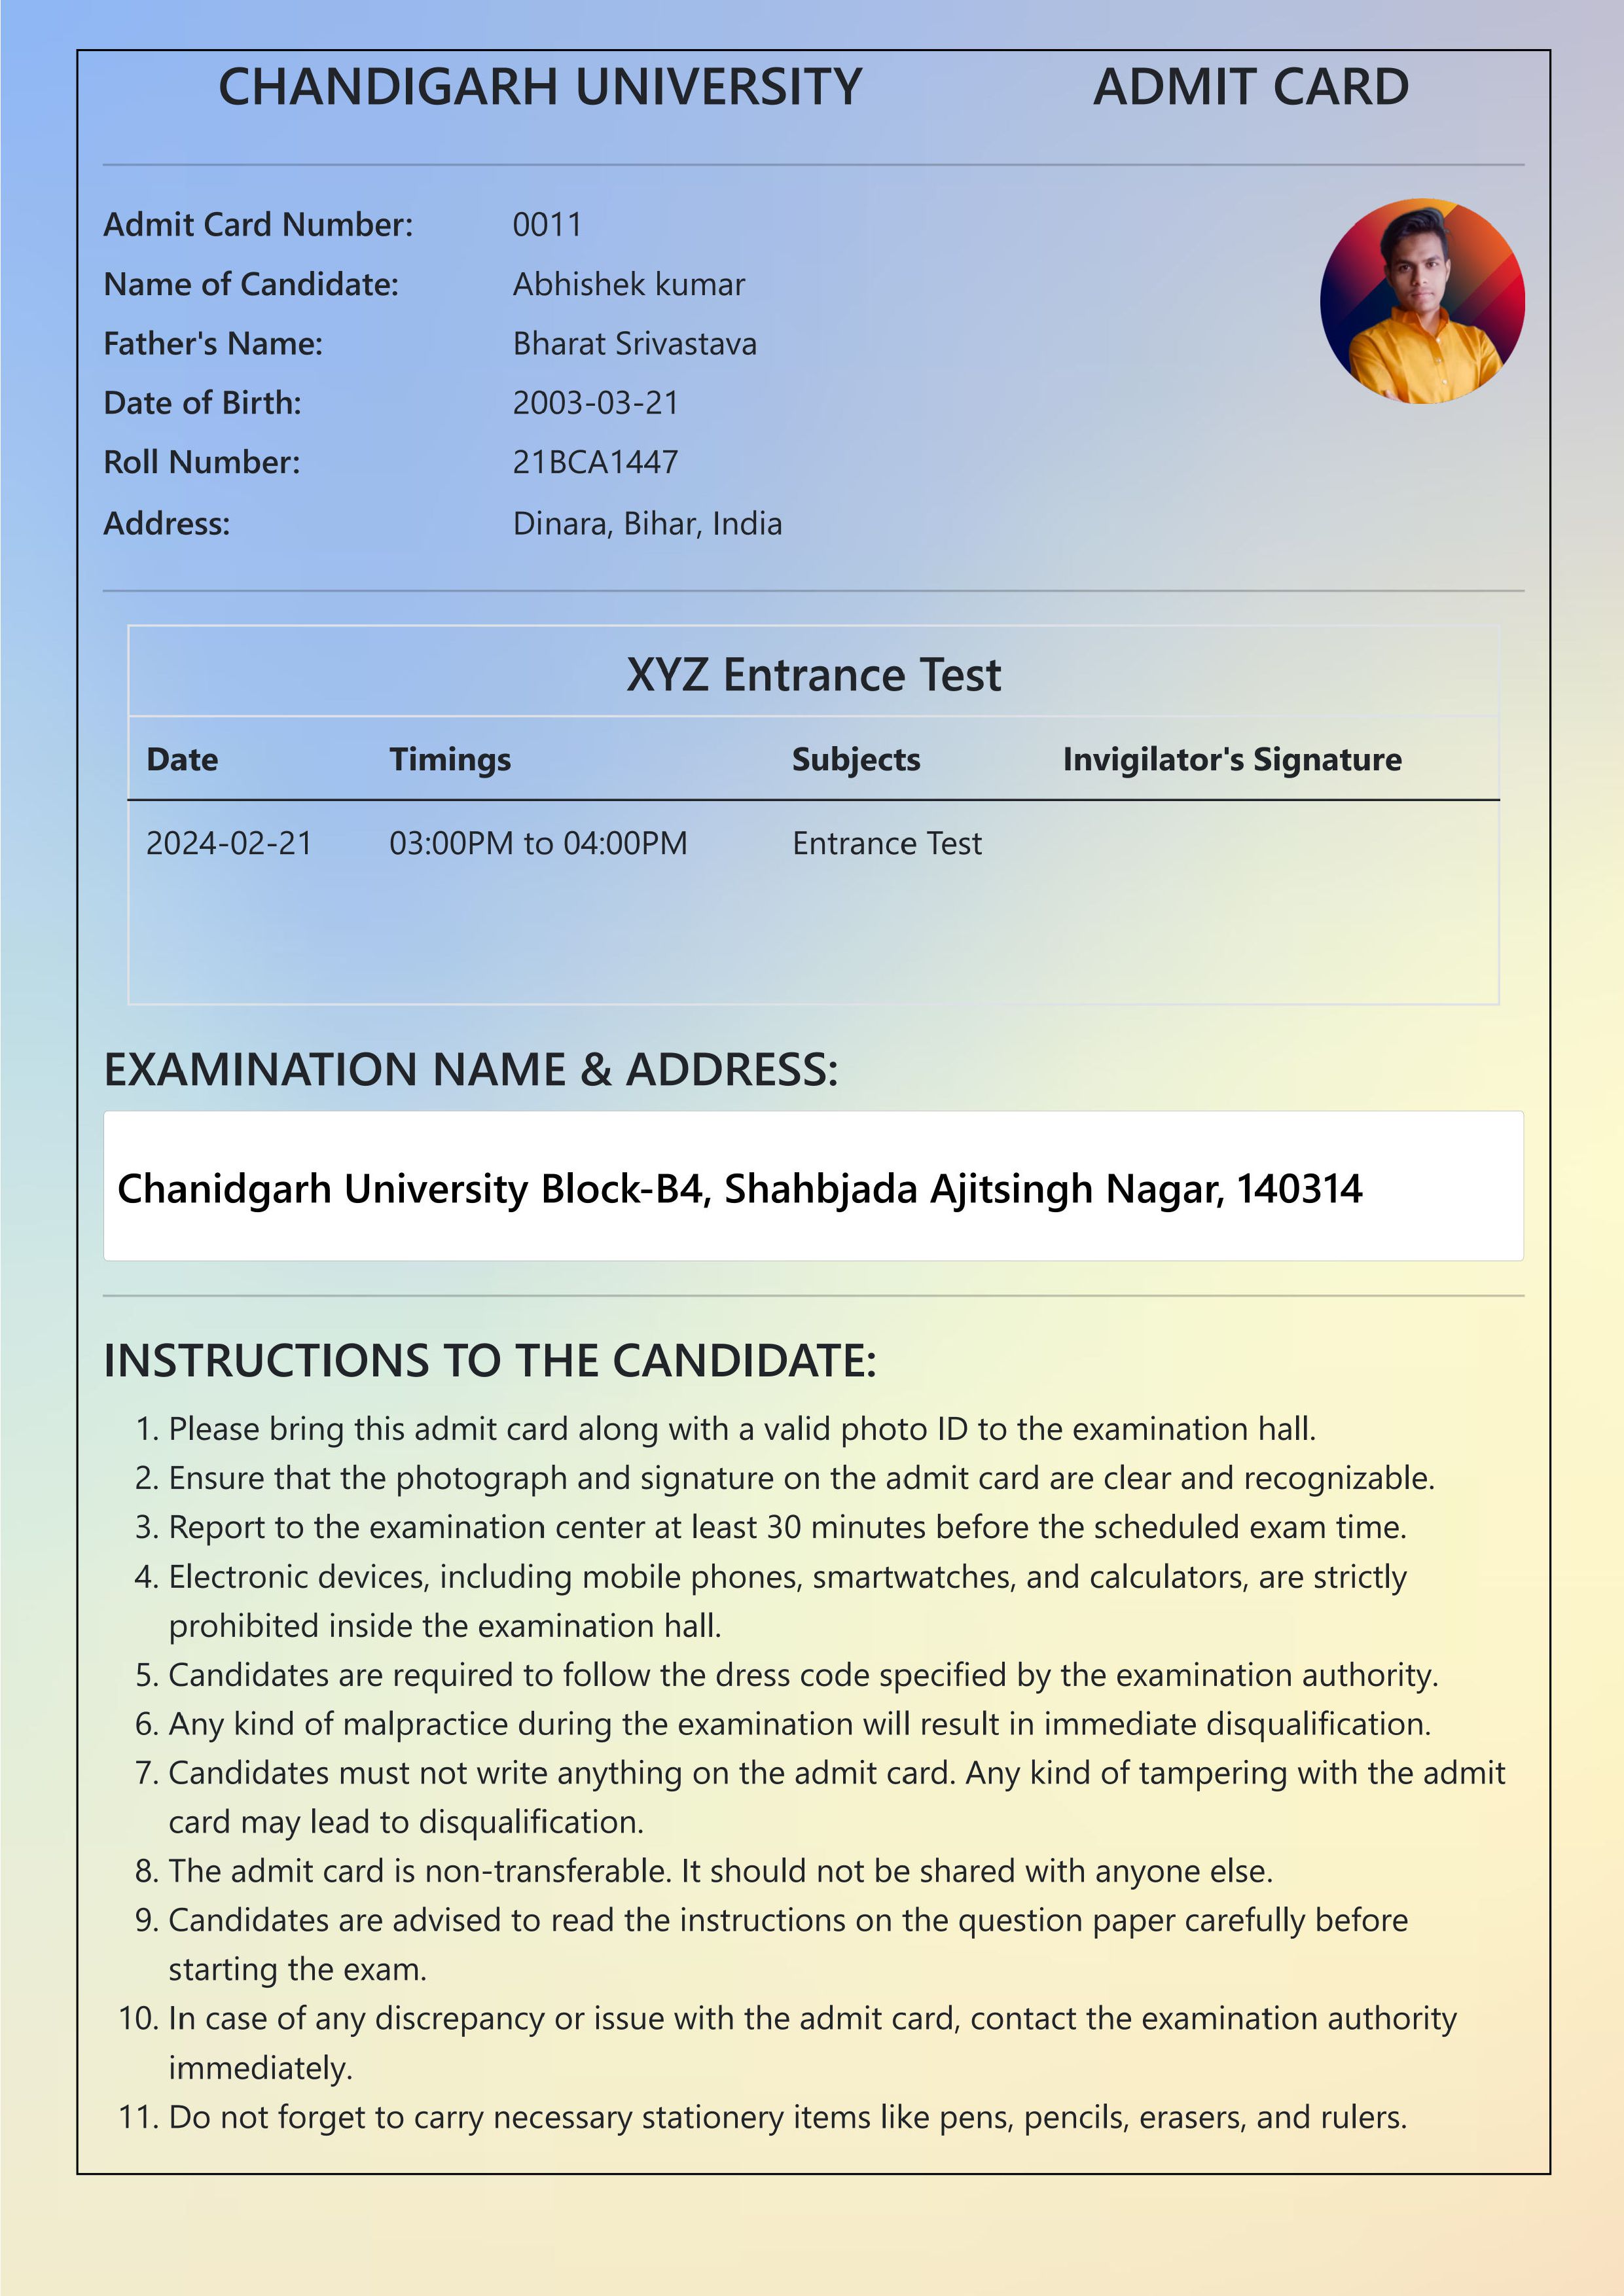 CHANDIGARH UNIVERSITY ADMIT CARD
Admit Card Number: 0011
Name of Candidate: Abhishek kumar
Father's Name: Bharat Srivastava
Date of Birth: 2003-03-21
Roll Number: 21BCA1447
Address: Dinara, Bihar, India
XYZ Entrance Test
Date Timings Subjects Invigilator's Signature
2024-02-21 03:00PM to 04:00PM Entrance Test
EXAMINATION NAME & ADDRESS:
Chanidgarh University Block-B4, Shahbjada Ajitsingh Nagar, 140314
INSTRUCTIONS TO THE CANDIDATE:
1. Please bring this admit card along with a valid photo ID to the examination hall.
2. Ensure that the photograph and signature on the admit card are clear and recognizable.
3. Report to the examination center at least 30 minutes before the scheduled exam time.
4. Electronic devices, including mobile phones, smartwatches, and calculators, are strictly
prohibited inside the examination hall.
5. Candidates are required to follow the dress code specified by the examination authority.
6. Any kind of malpractice during the examination will result in immediate disqualification.
7. Candidates must not write anything on the admit card. Any kind of tampering with the admit
card may lead to disqualification.
8. The admit card is non-transferable. It should not be shared with anyone else.
9. Candidates are advised to read the instructions on the question paper carefully before
starting the exam.
10. In case of any discrepancy or issue with the admit card, contact the examination authority
immediately.
11. Do not forget to carry necessary stationery items like pens, pencils, erasers, and rulers.